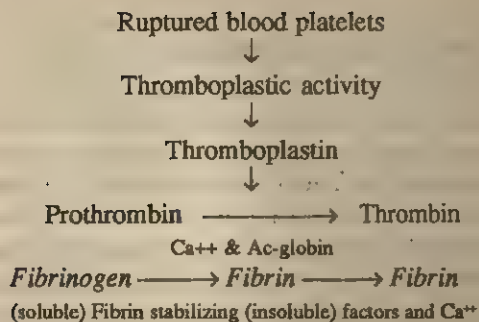 Ruptured blood platelets
↓
Thromboplastic activity
↓
Thromboplastin
↓
Prothrombin ⟶ Thrombin
Ca++ & Ac-globin
Fibrinogen ⟶ Fibrin ⟶ Fibrin
(soluble) Fibrin stabilizing (insoluble) factors and Ca++